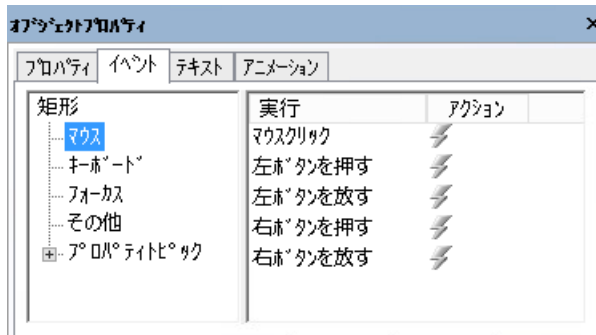 ｵﾌﾞｼﾞｪｸﾄﾌﾟﾛﾊﾟﾃｨ
ﾌﾟﾛﾊﾟﾃｨ ｲﾍﾞﾝﾄ ﾃｷｽﾄ ｱﾆﾒｰｼｮﾝ
矩形
ﾏｳｽ
ｷｰﾎﾞｰﾄﾞ
ﾌｫｰｶｽ
その他
ﾌﾟﾛﾊﾟﾃｨﾄﾋﾟｯｸ
実行 ｱｸｼｮﾝ
ﾏｳｽｸﾘｯｸ
左ﾎﾞﾀﾝを押す
左ﾎﾞﾀﾝを放す
右ﾎﾞﾀﾝを押す
右ﾎﾞﾀﾝを放す